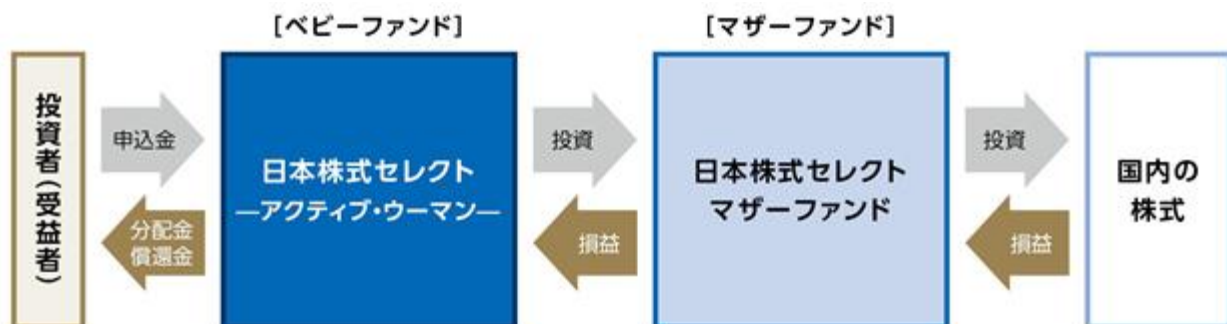 [ベビーファンド]
[マザーファンド]
投資者(受益者)
申込金
分配金
償還金
日本株式セレクト
―アクティブ・ウーマン―
投資
損益
日本株式セレクト
マザーファンド
投資
損益
国内の
株式